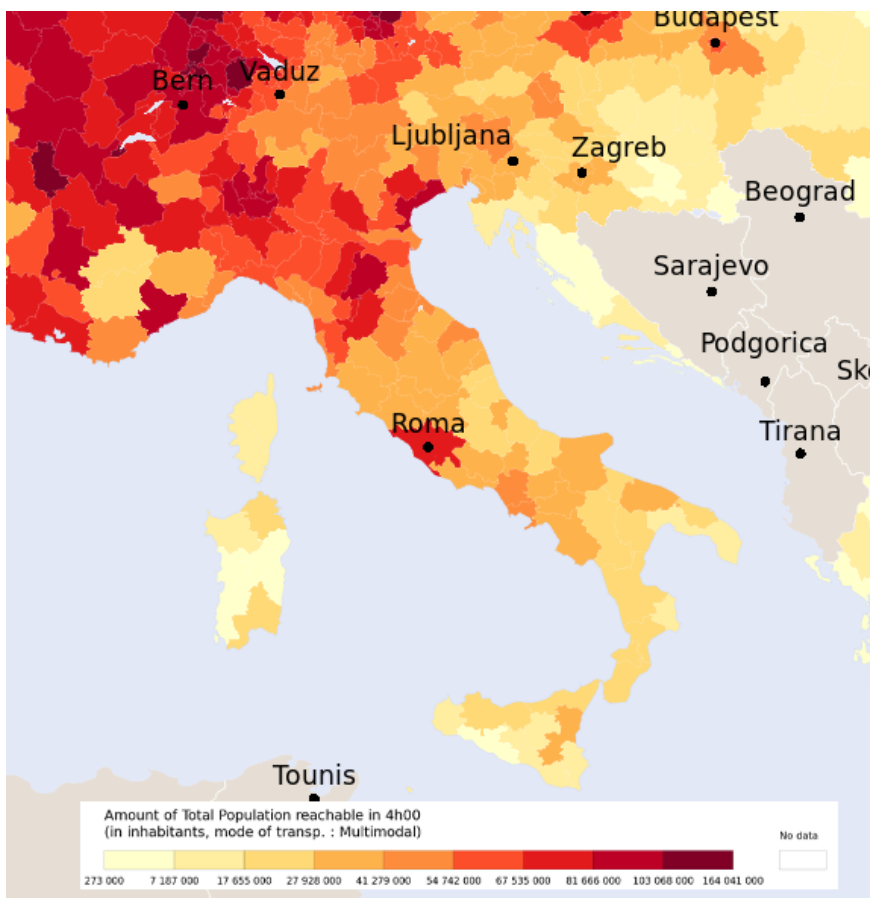 Budapest
Bern
Vaduz
Ljubljana
Zagreb
Beograd
Sarajevo
Podgorica
Sk
Roma
Tirana
Tounis
Amount of Total Population reachable in 4h00
(in inhabitants, mode of transp. : Multimodal)
No data
273 000 7 187 000 17 655 000 27 928 000 41 279 000 54 742 000 67 535 000 81 666 000 103 068 000 164 041 000